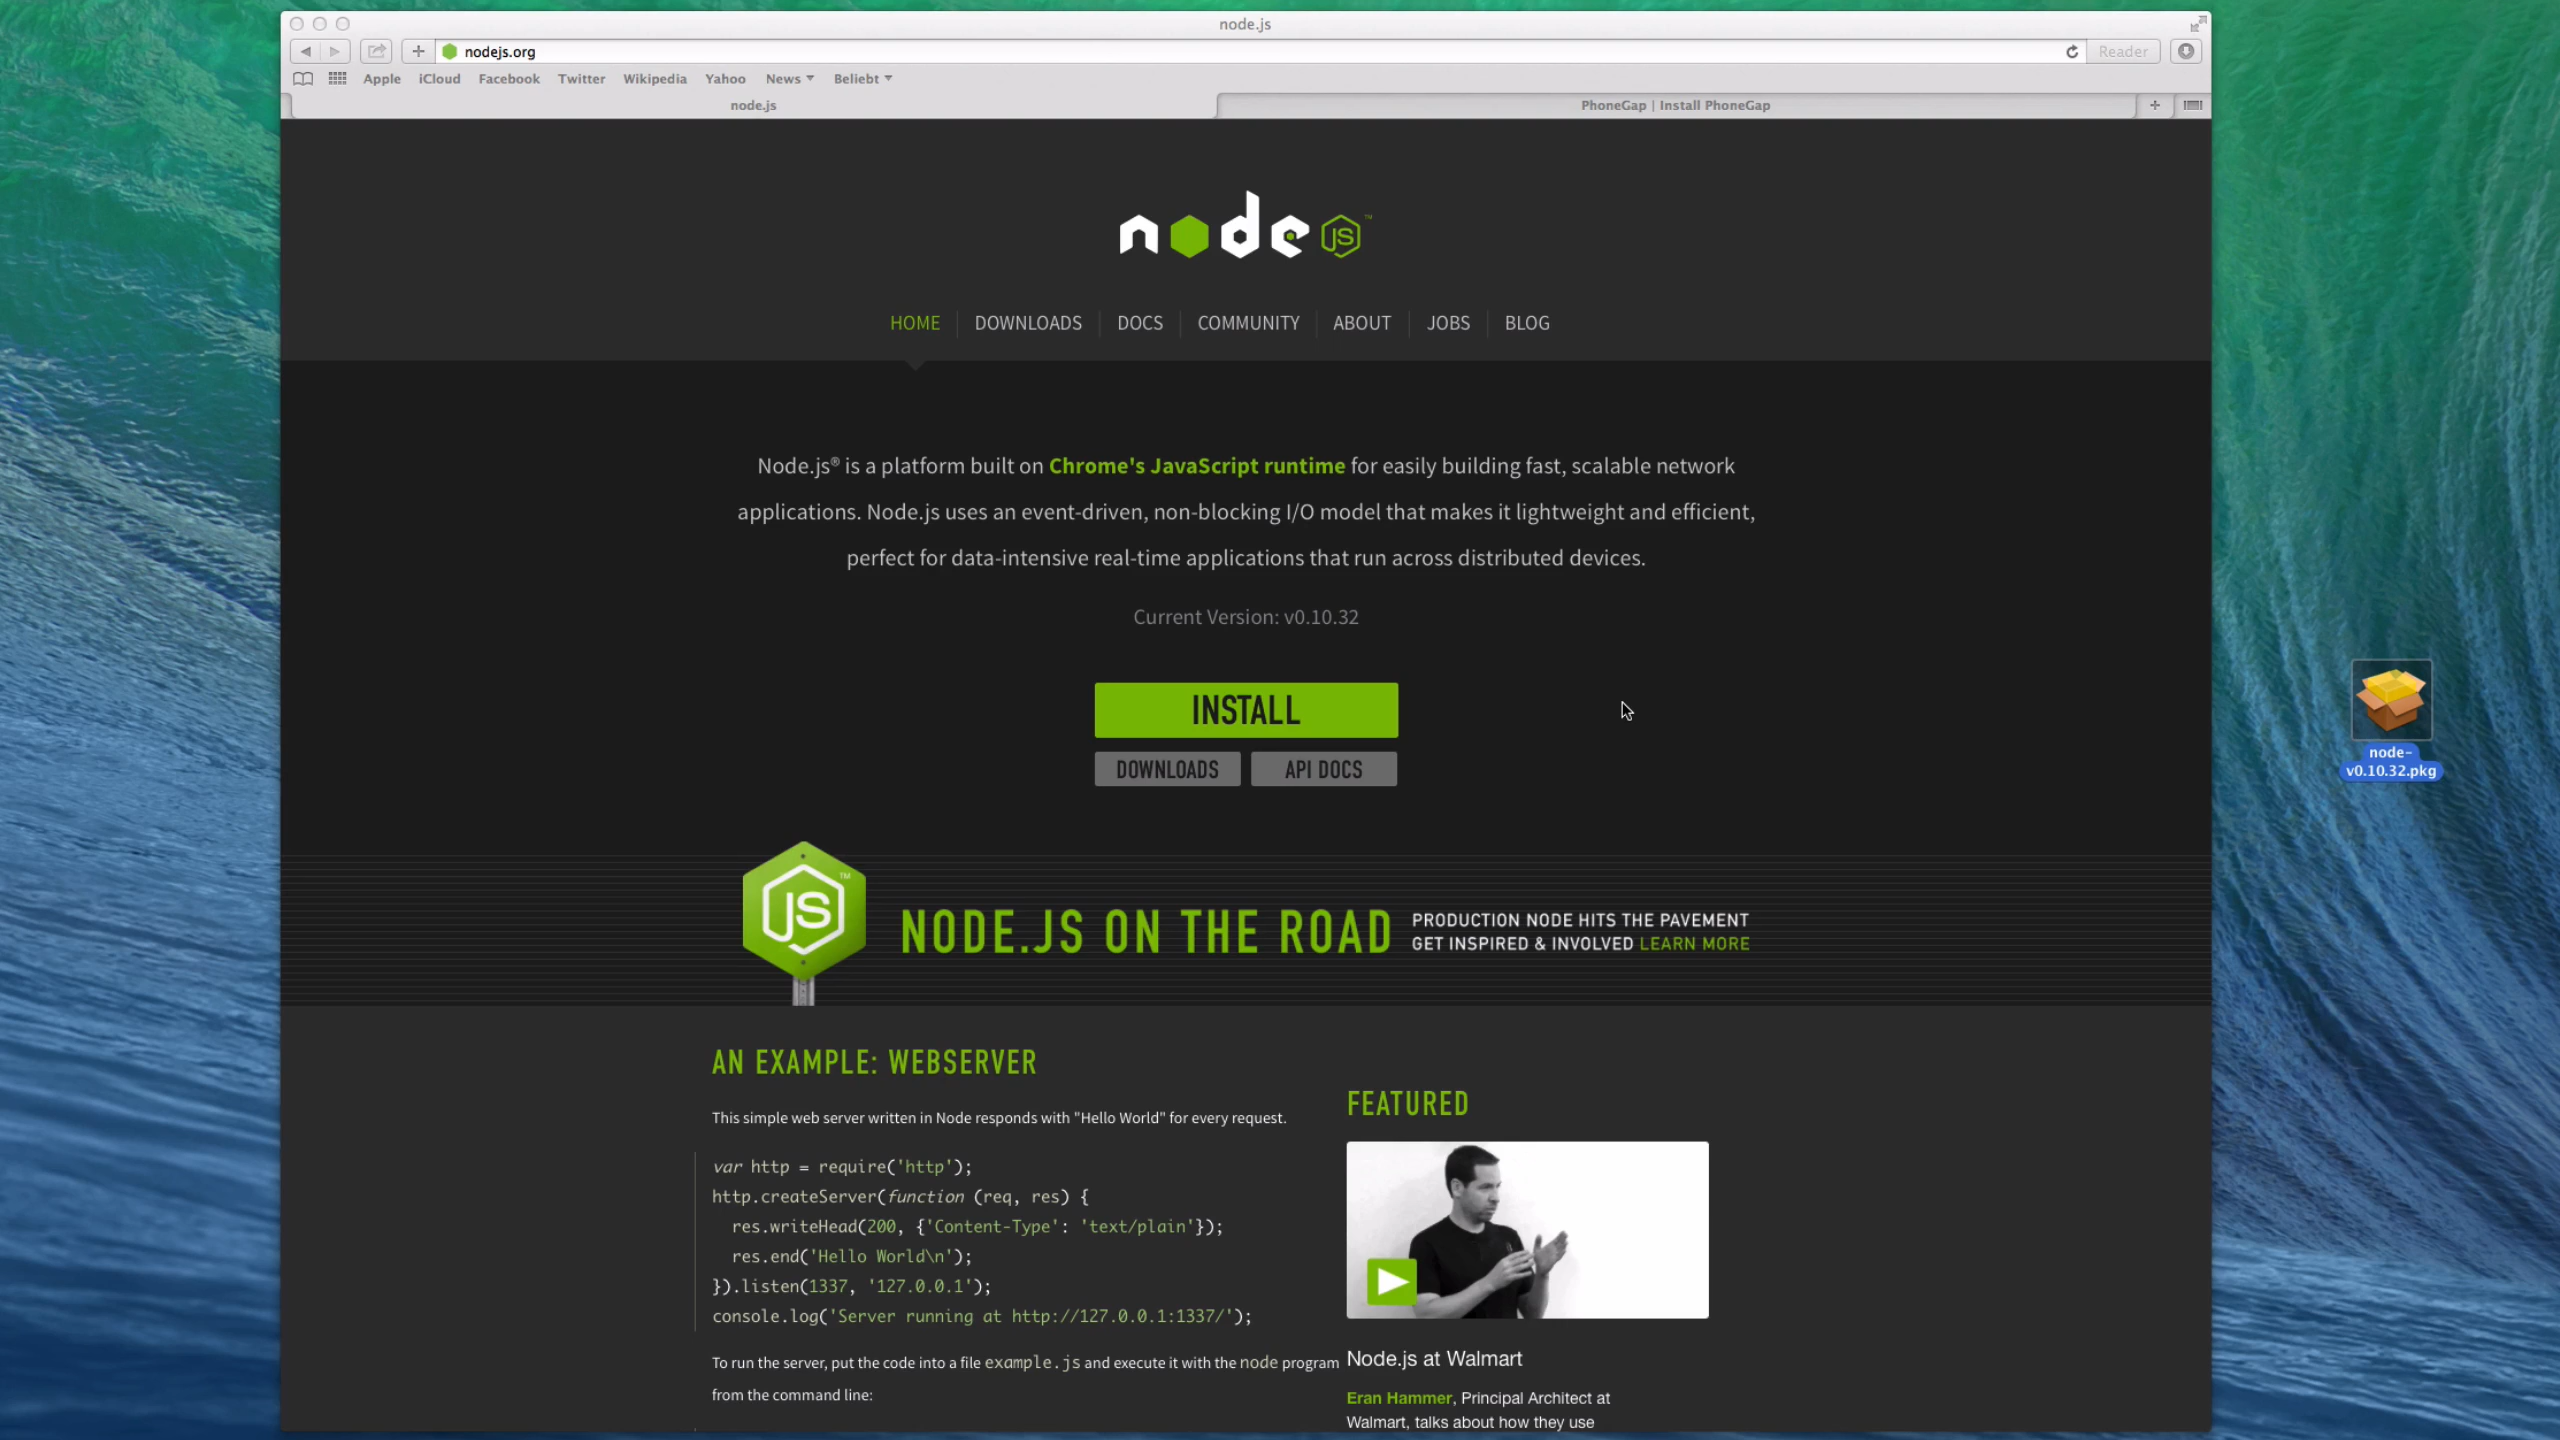 node.js
nodejs.org
Reader
Apple iCloud Facebook Twitter Wikipedia Yahoo News Beliebt
node.js
PhoneGap | Install PhoneGap
node JS™
HOME DOWNLOADS DOCS COMMUNITY ABOUT JOBS BLOG
Node.js® is a platform built on Chrome's JavaScript runtime for easily building fast, scalable network
applications. Node.js uses an event-driven, non-blocking I/O model that makes it lightweight and efficient,
perfect for data-intensive real-time applications that run across distributed devices.
Current Version: v0.10.32
INSTALL
DOWNLOADS API DOCS
node-
v0.10.32.pkg
JS™
NODE.JS ON THE ROAD
PRODUCTION NODE HITS THE PAVEMENT
GET INSPIRED & INVOLVED LEARN MORE
AN EXAMPLE: WEBSERVER
This simple web server written in Node responds with "Hello World" for every request.
var http = require('http');
http.createServer(function (req, res) {
  res.writeHead(200, {'Content-Type': 'text/plain'});
  res.end('Hello World\n');
}).listen(1337, '127.0.0.1');
console.log('Server running at http://127.0.0.1:1337/');
To run the server, put the code into a file example.js and execute it with the node program
from the command line:
FEATURED
Node.js at Walmart
Eran Hammer, Principal Architect at
Walmart, talks about how they use